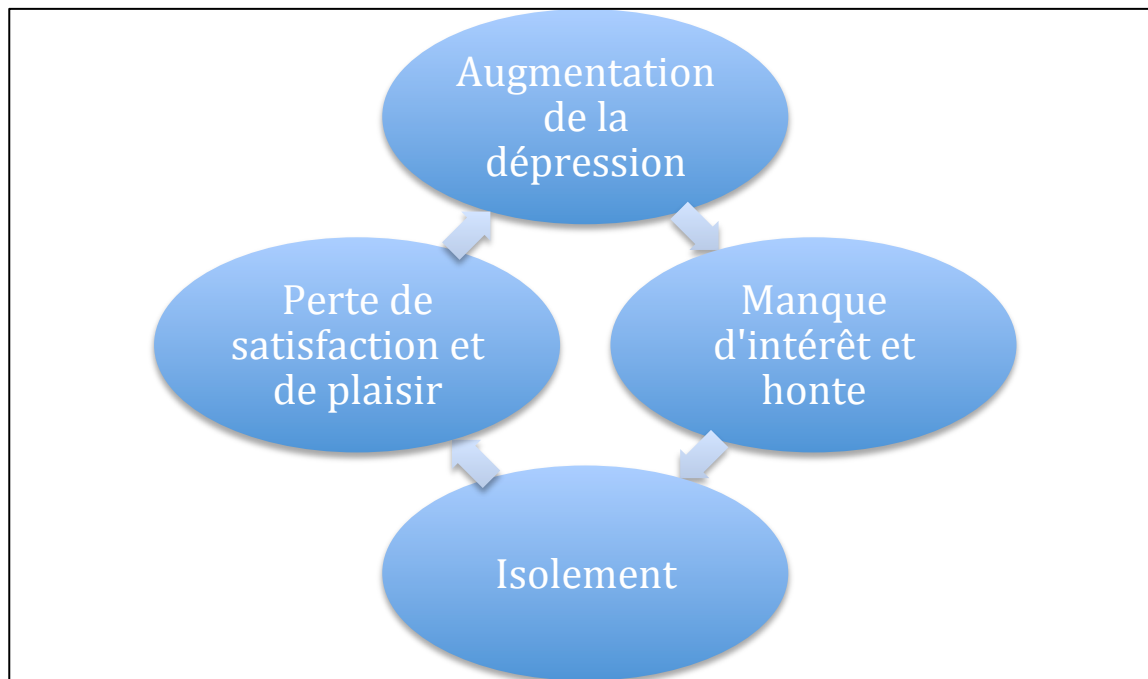 Augmentation
de la
dépression
Manque
d'intérêt et
honte
Isolement
Perte de
satisfaction et
de plaisir